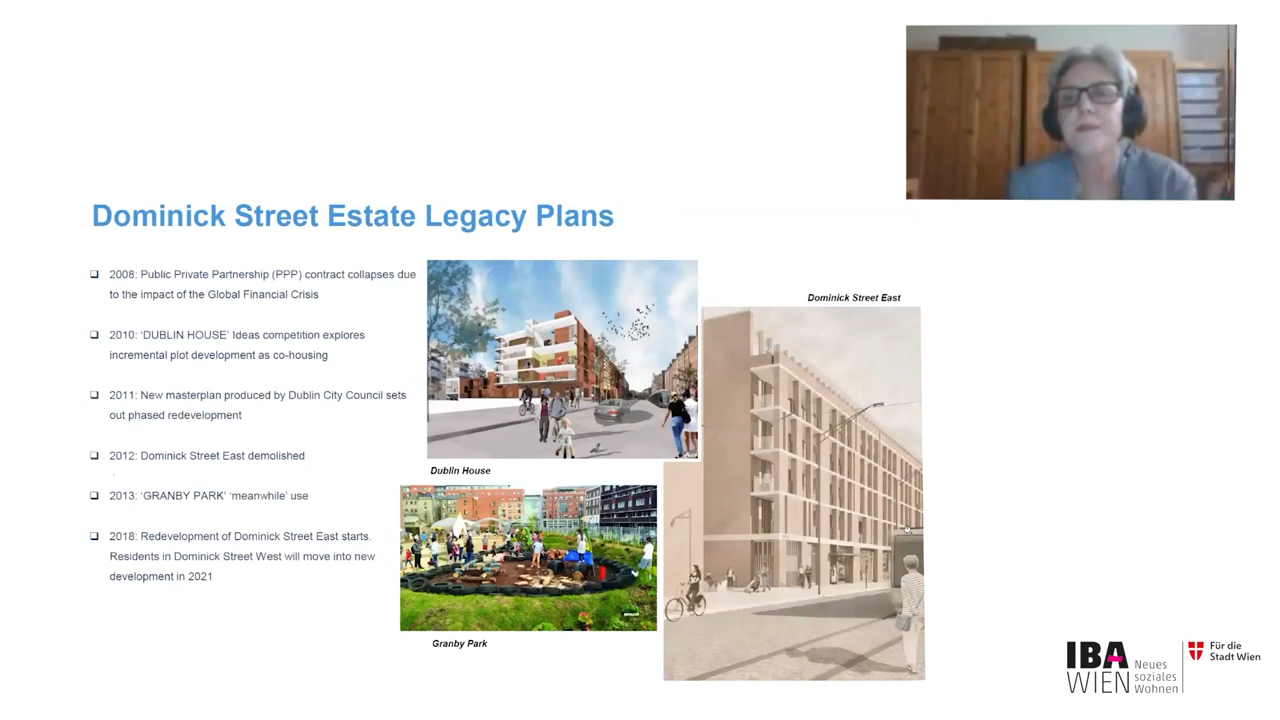 Dominick Street Estate Legacy Plans
2008: Public Private Partnership (PPP) contract collapses due
to the impact of the Global Financial Crisis
2010: ‘DUBLIN HOUSE’ Ideas competition explores
incremental plot development as co-housing
2011: New masterplan produced by Dublin City Council sets
out phased redevelopment
2012: Dominick Street East demolished
2013: ‘GRANBY PARK’ ‘meanwhile’ use
2018: Redevelopment of Dominick Street East starts.
Residents in Dominick Street West will move into new
development in 2021
Dominick Street East
Dublin House
Granby Park
IBA
WIEN
Neues
soziales
Wohnen
Für die
Stadt Wien